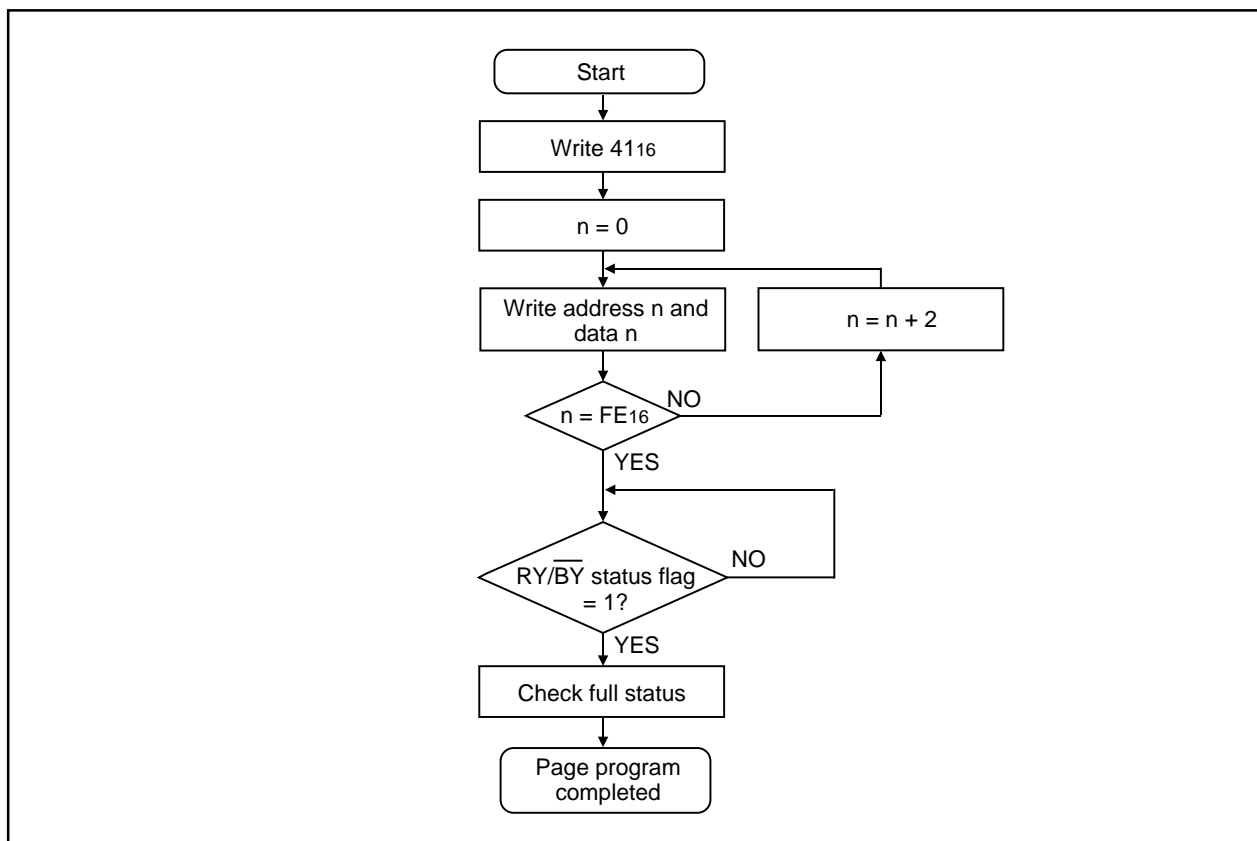 Start
Write 4116
n = 0
Write address n and
data n
n = n + 2
n = FE16
NO
YES
NO
RY/B̅Y̅ status flag
= 1?
YES
Check full status
Page program
completed